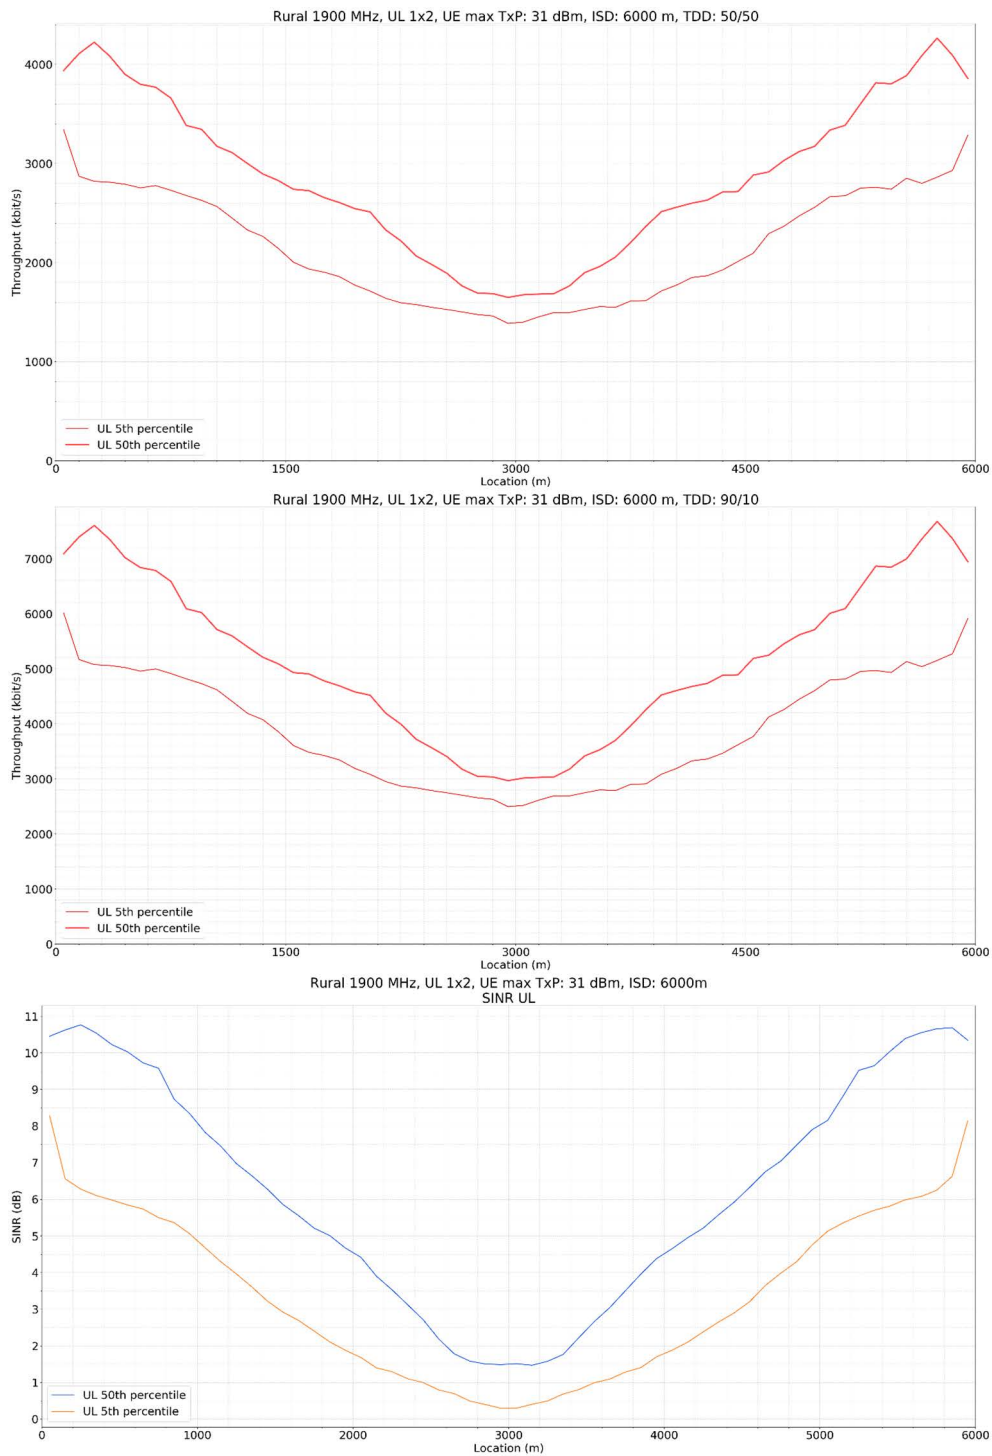 Rural 1900 MHz, UL 1x2, UE max TxP: 31 dBm, ISD: 6000 m, TDD: 50/50
Throughput (kbit/s)
4000
3000
2000
1000
0
UL 5th percentile
UL 50th percentile
0 1500 3000 4500 6000
Location (m)
Rural 1900 MHz, UL 1x2, UE max TxP: 31 dBm, ISD: 6000 m, TDD: 90/10
Throughput (kbit/s)
7000
6000
5000
4000
3000
2000
1000
0
UL 5th percentile
UL 50th percentile
0 1500 3000 4500 6000
Location (m)
Rural 1900 MHz, UL 1x2, UE max TxP: 31 dBm, ISD: 6000m
SINR UL
SINR (dB)
11
10
9
8
7
6
5
4
3
2
1
0
UL 50th percentile
UL 5th percentile
0 1000 2000 3000 4000 5000 6000
Location (m)